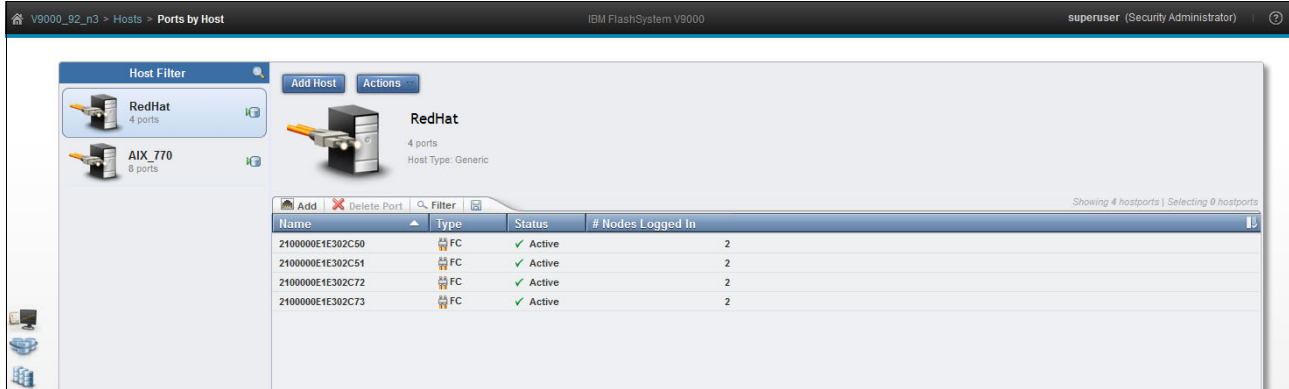 V9000_92_n3 > Hosts > Ports by Host
IBM FlashSystem V9000
superuser (Security Administrator)
Host Filter
RedHat
4 ports
AIX_770
8 ports
Add Host
Actions
RedHat
4 ports
Host Type: Generic
Add
Delete Port
Filter
Showing 4 hostports | Selecting 0 hostports
Name Type Status # Nodes Logged In
2100000E1E302C50 FC Active 2
2100000E1E302C51 FC Active 2
2100000E1E302C72 FC Active 2
2100000E1E302C73 FC Active 2